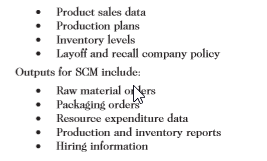 • Product sales data
• Production plans
• Inventory levels
• Layoff and recall company policy
Outputs for SCM include:
• Raw material orders
• Packaging orders
• Resource expenditure data
• Production and inventory reports
• Hiring information